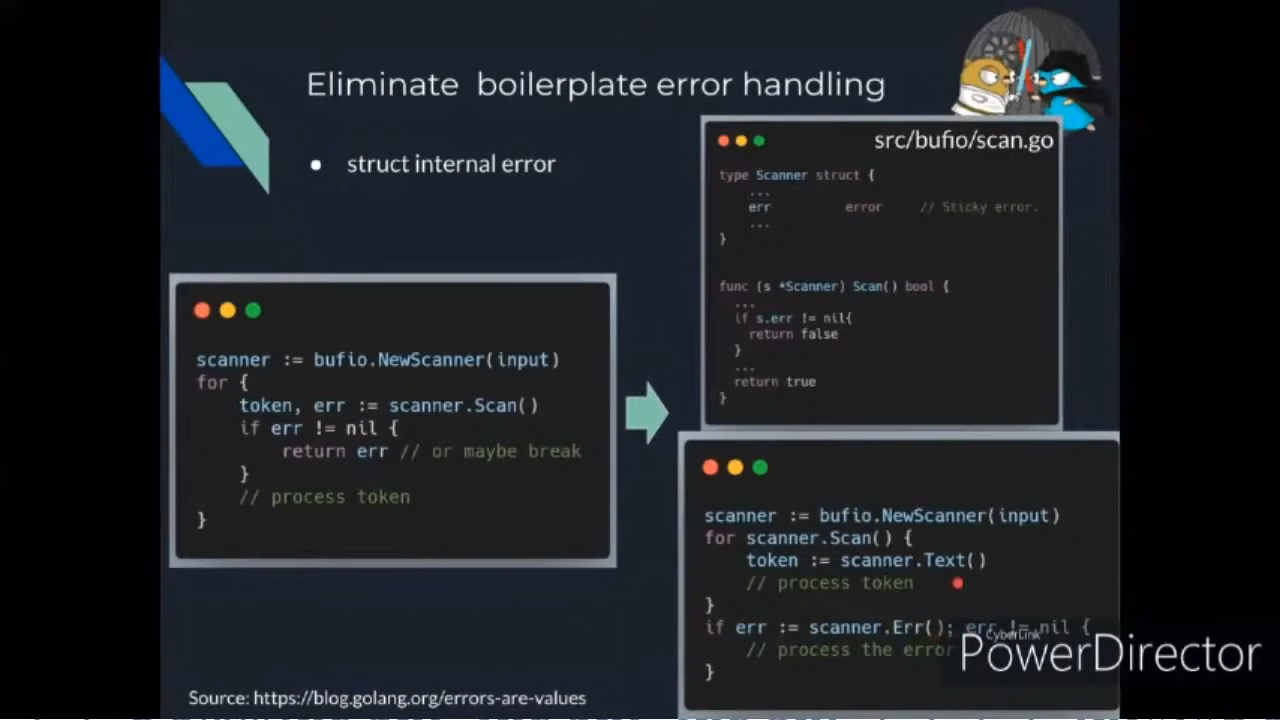 Eliminate boilerplate error handling
• struct internal error
scanner := bufio.NewScanner(input)
for {
token, err := scanner.Scan()
if err != nil {
return err // or maybe break
}
// process token
}
src/bufio/scan.go
type Scanner struct {
...
err error // Sticky error.
...
}
func (s *Scanner) Scan() bool {
...
if s.err != nil{
return false
}
...
return true
}
scanner := bufio.NewScanner(input)
for scanner.Scan() {
token := scanner.Text()
// process token
}
if err := scanner.Err(); err != nil {
// process the error
}
CyberLink
PowerDirector
Source: https://blog.golang.org/errors-are-values